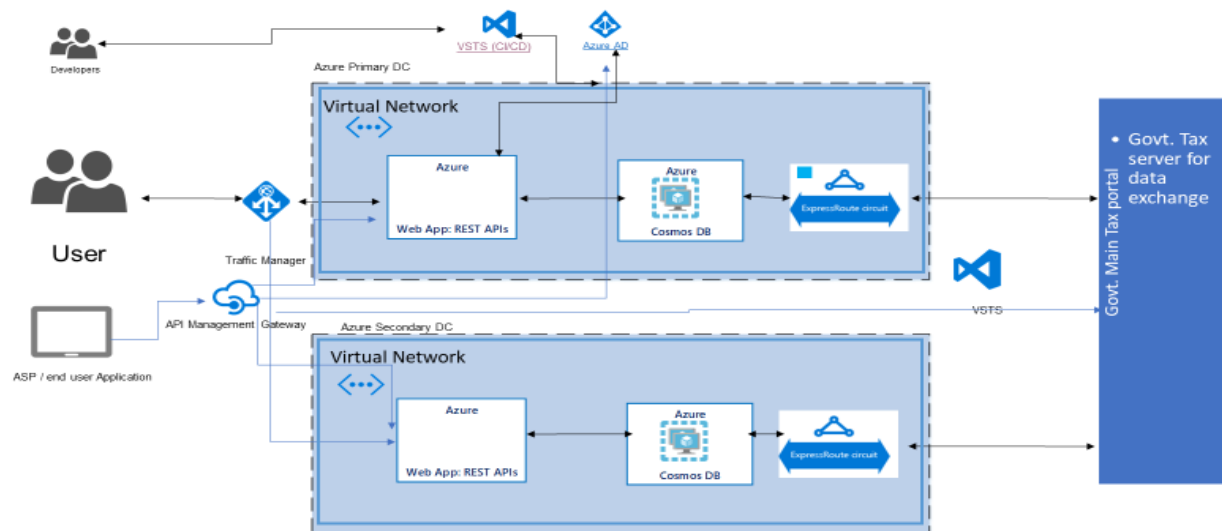 VSTS (CI/CD)
Azure AD
Developers
Azure Primary DC
Virtual Network
Azure
Web App: REST APIs
Azure
Cosmos DB
ExpressRoute circuit
User
Traffic Manager
API Management Gateway
ASP / end user Application
Azure Secondary DC
Virtual Network
Azure
Web App: REST APIs
Azure
Cosmos DB
ExpressRoute circuit
VSTS
Govt. Main Tax portal
• Govt. Tax
server for
data
exchange